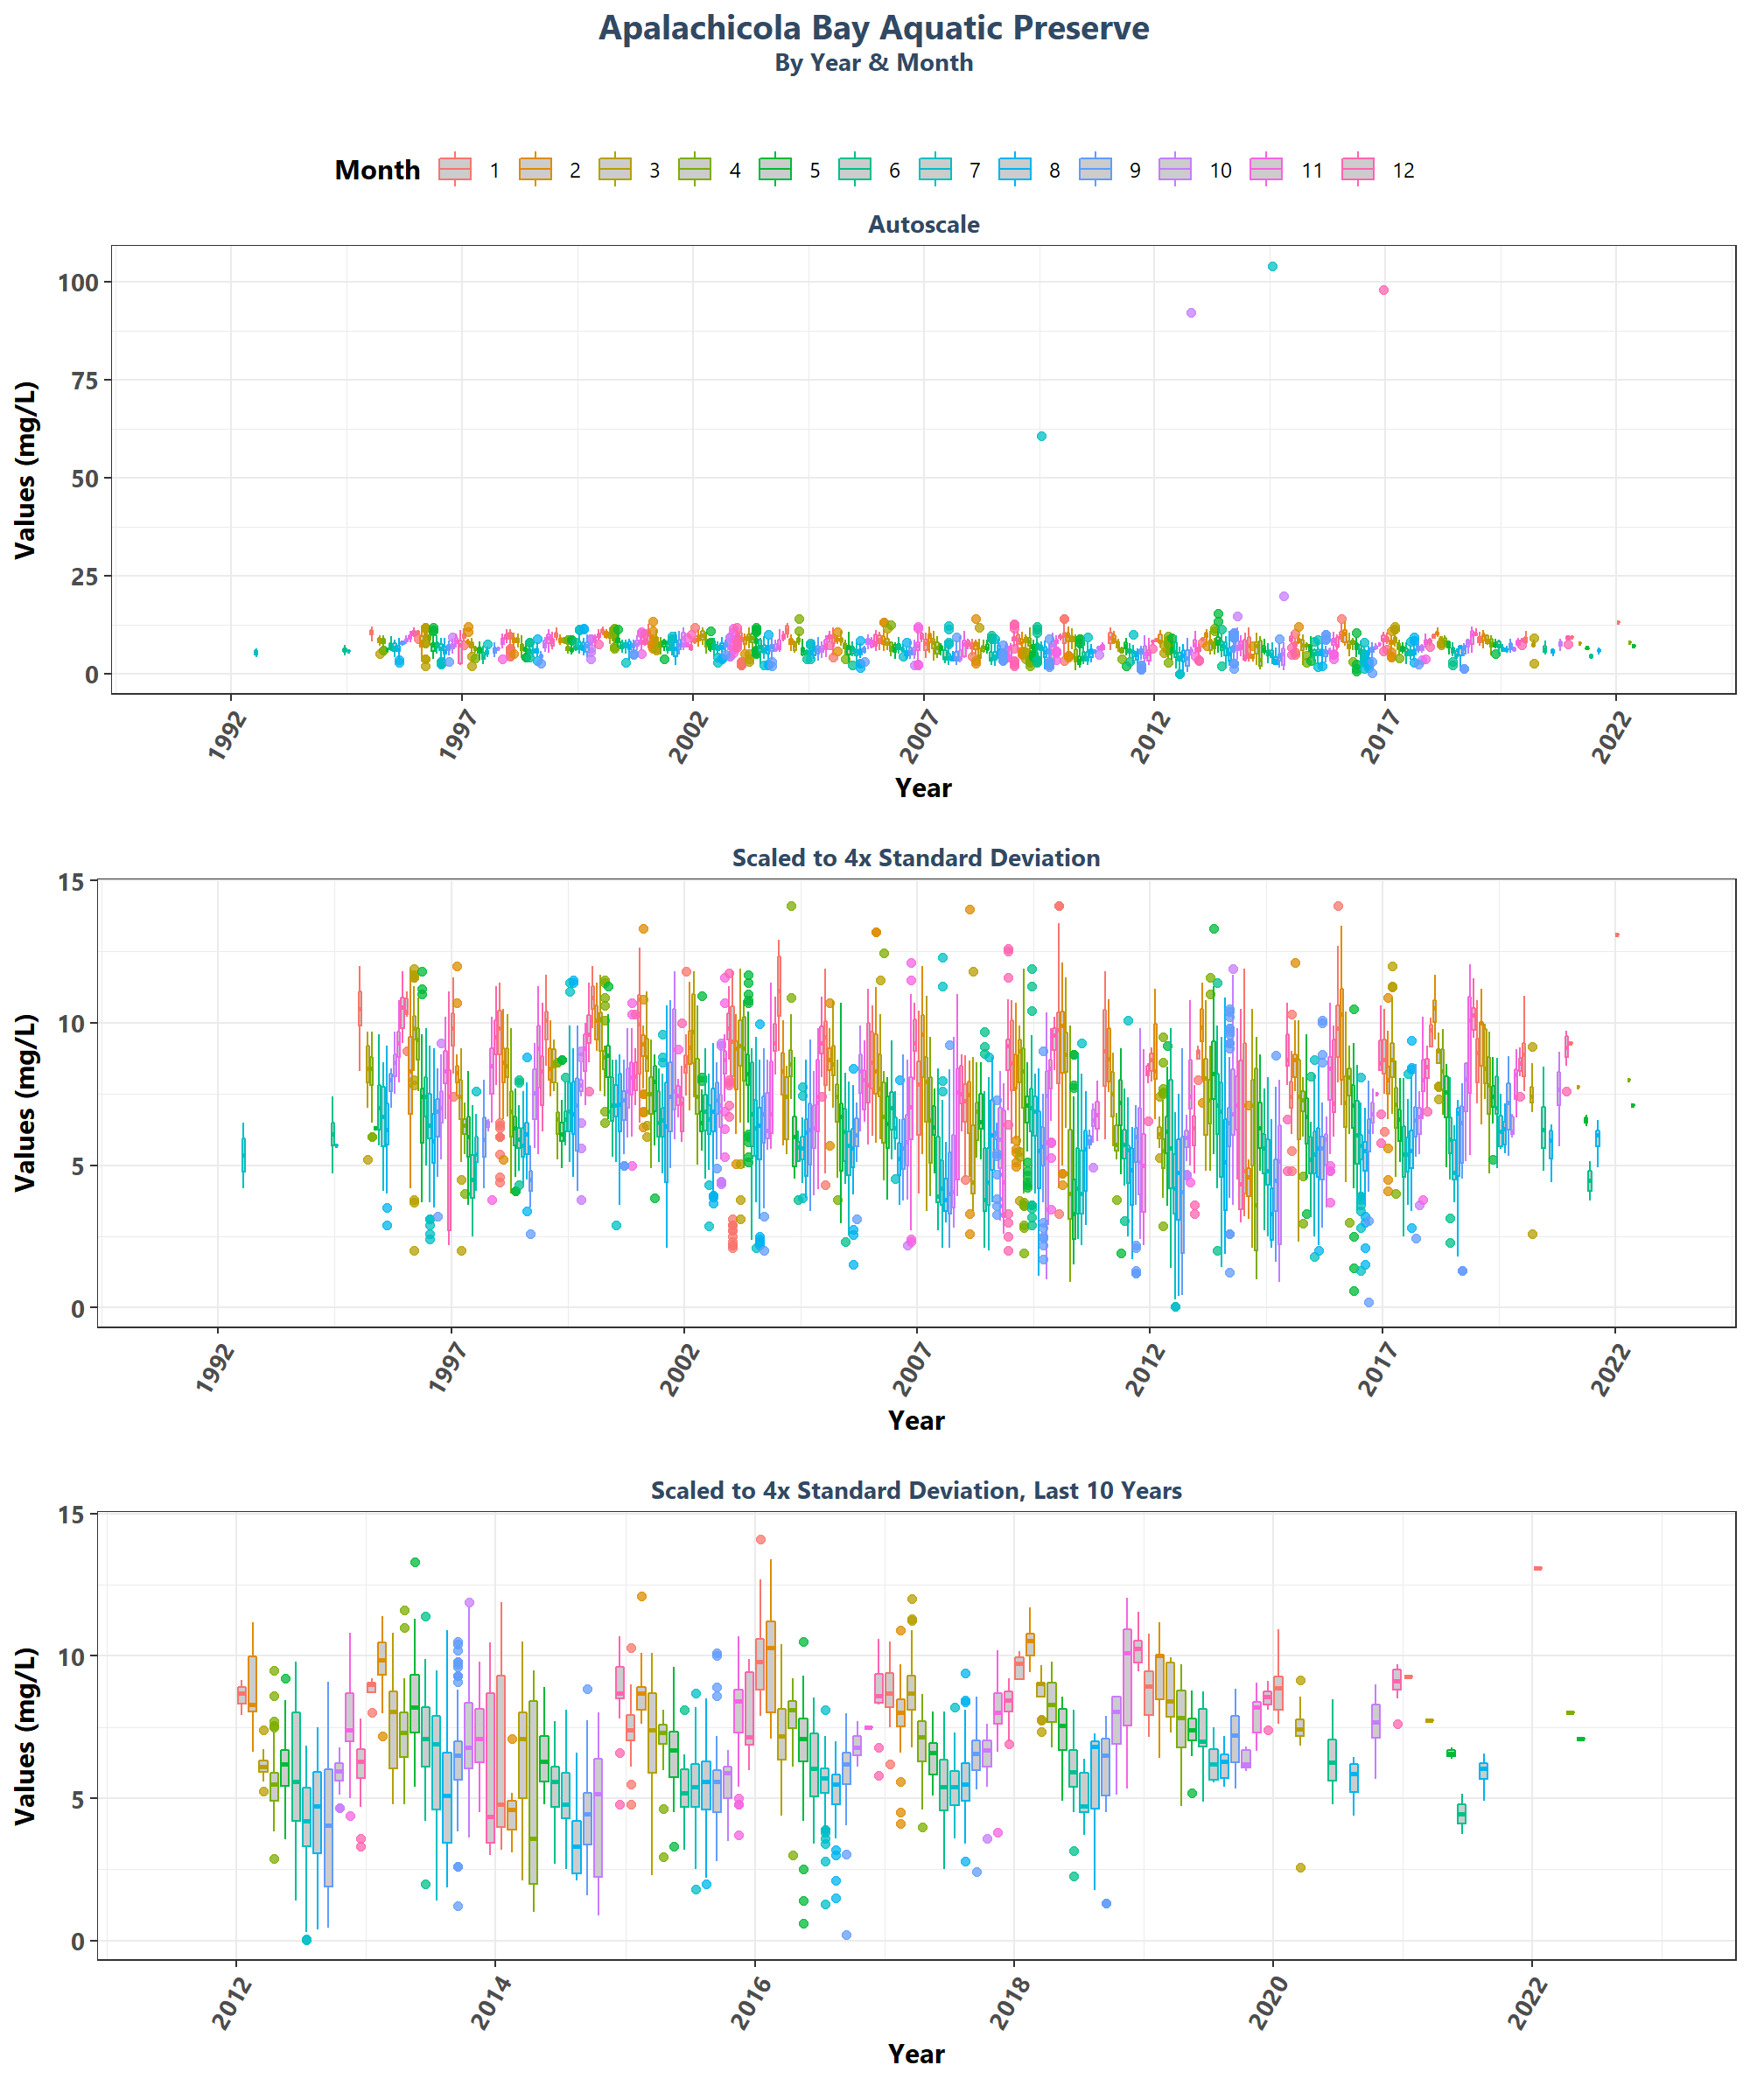 Apalachicola Bay Aquatic Preserve
By Year & Month
Month 1 2 3 4 5 6 7 8 9 10 11 12
Autoscale
Values (mg/L)
100
75
50
25
0
1992 1997 2002 2007 2012 2017 2022
Year
Scaled to 4x Standard Deviation
Values (mg/L)
15
10
5
0
1992 1997 2002 2007 2012 2017 2022
Year
Scaled to 4x Standard Deviation, Last 10 Years
Values (mg/L)
15
10
5
0
2012 2014 2016 2018 2020 2022
Year